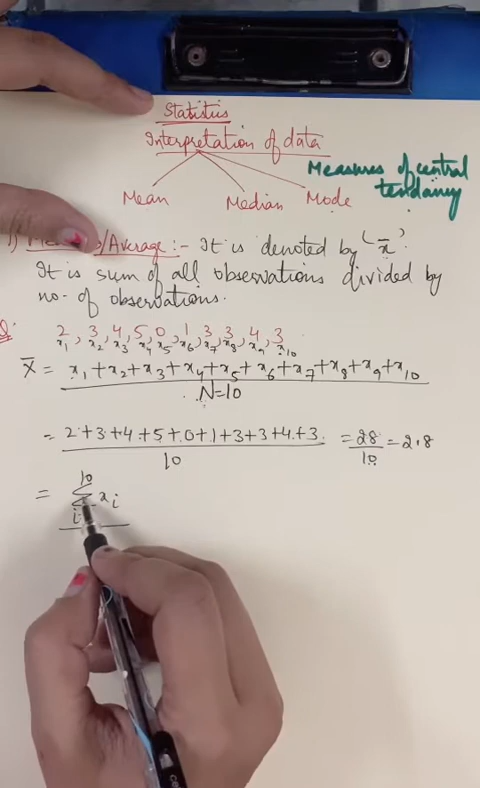 Statistics
Interpretation of data
Measures of central
tendancy
Mean Median Mode
1) /Average :- It is denoted by (x̄)
It is sum of all observations divided by
no. of observations.
Q: 2, 3, 4, 5, 0, 1, 3, 3, 4, 3
x₁ x₂ x₃ x₄ x₅ x₆ x₇ x₈ x₉ x₁₀
X̄ = x₁+x₂+x₃+x₄+x₅+x₆+x₇+x₈+x₉+x₁₀
N=10
= 2+3+4+5+0+1+3+3+4+3 = 28 = 2.8
10 10
10
= Σ xᵢ
i